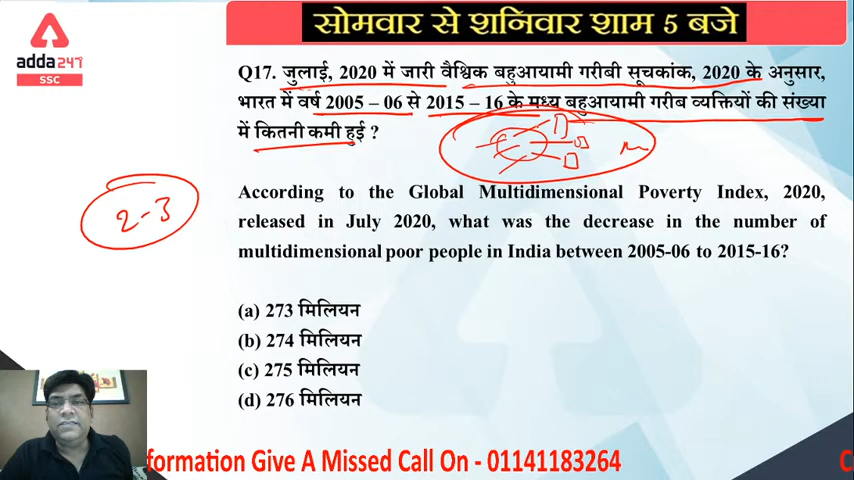 सोमवार से शनिवार शाम 5 बजे
adda247
SSC
Q17. जुलाई, 2020 में जारी वैश्विक बहुआयामी गरीबी सूचकांक, 2020 के अनुसार,
भारत में वर्ष 2005 – 06 से 2015 – 16 के मध्य बहुआयामी गरीब व्यक्तियों की संख्या
में कितनी कमी हुई ?
2-3
According to the Global Multidimensional Poverty Index, 2020,
released in July 2020, what was the decrease in the number of
multidimensional poor people in India between 2005-06 to 2015-16?
(a) 273 मिलियन
(b) 274 मिलियन
(c) 275 मिलियन
(d) 276 मिलियन
formation Give A Missed Call On - 01141183264